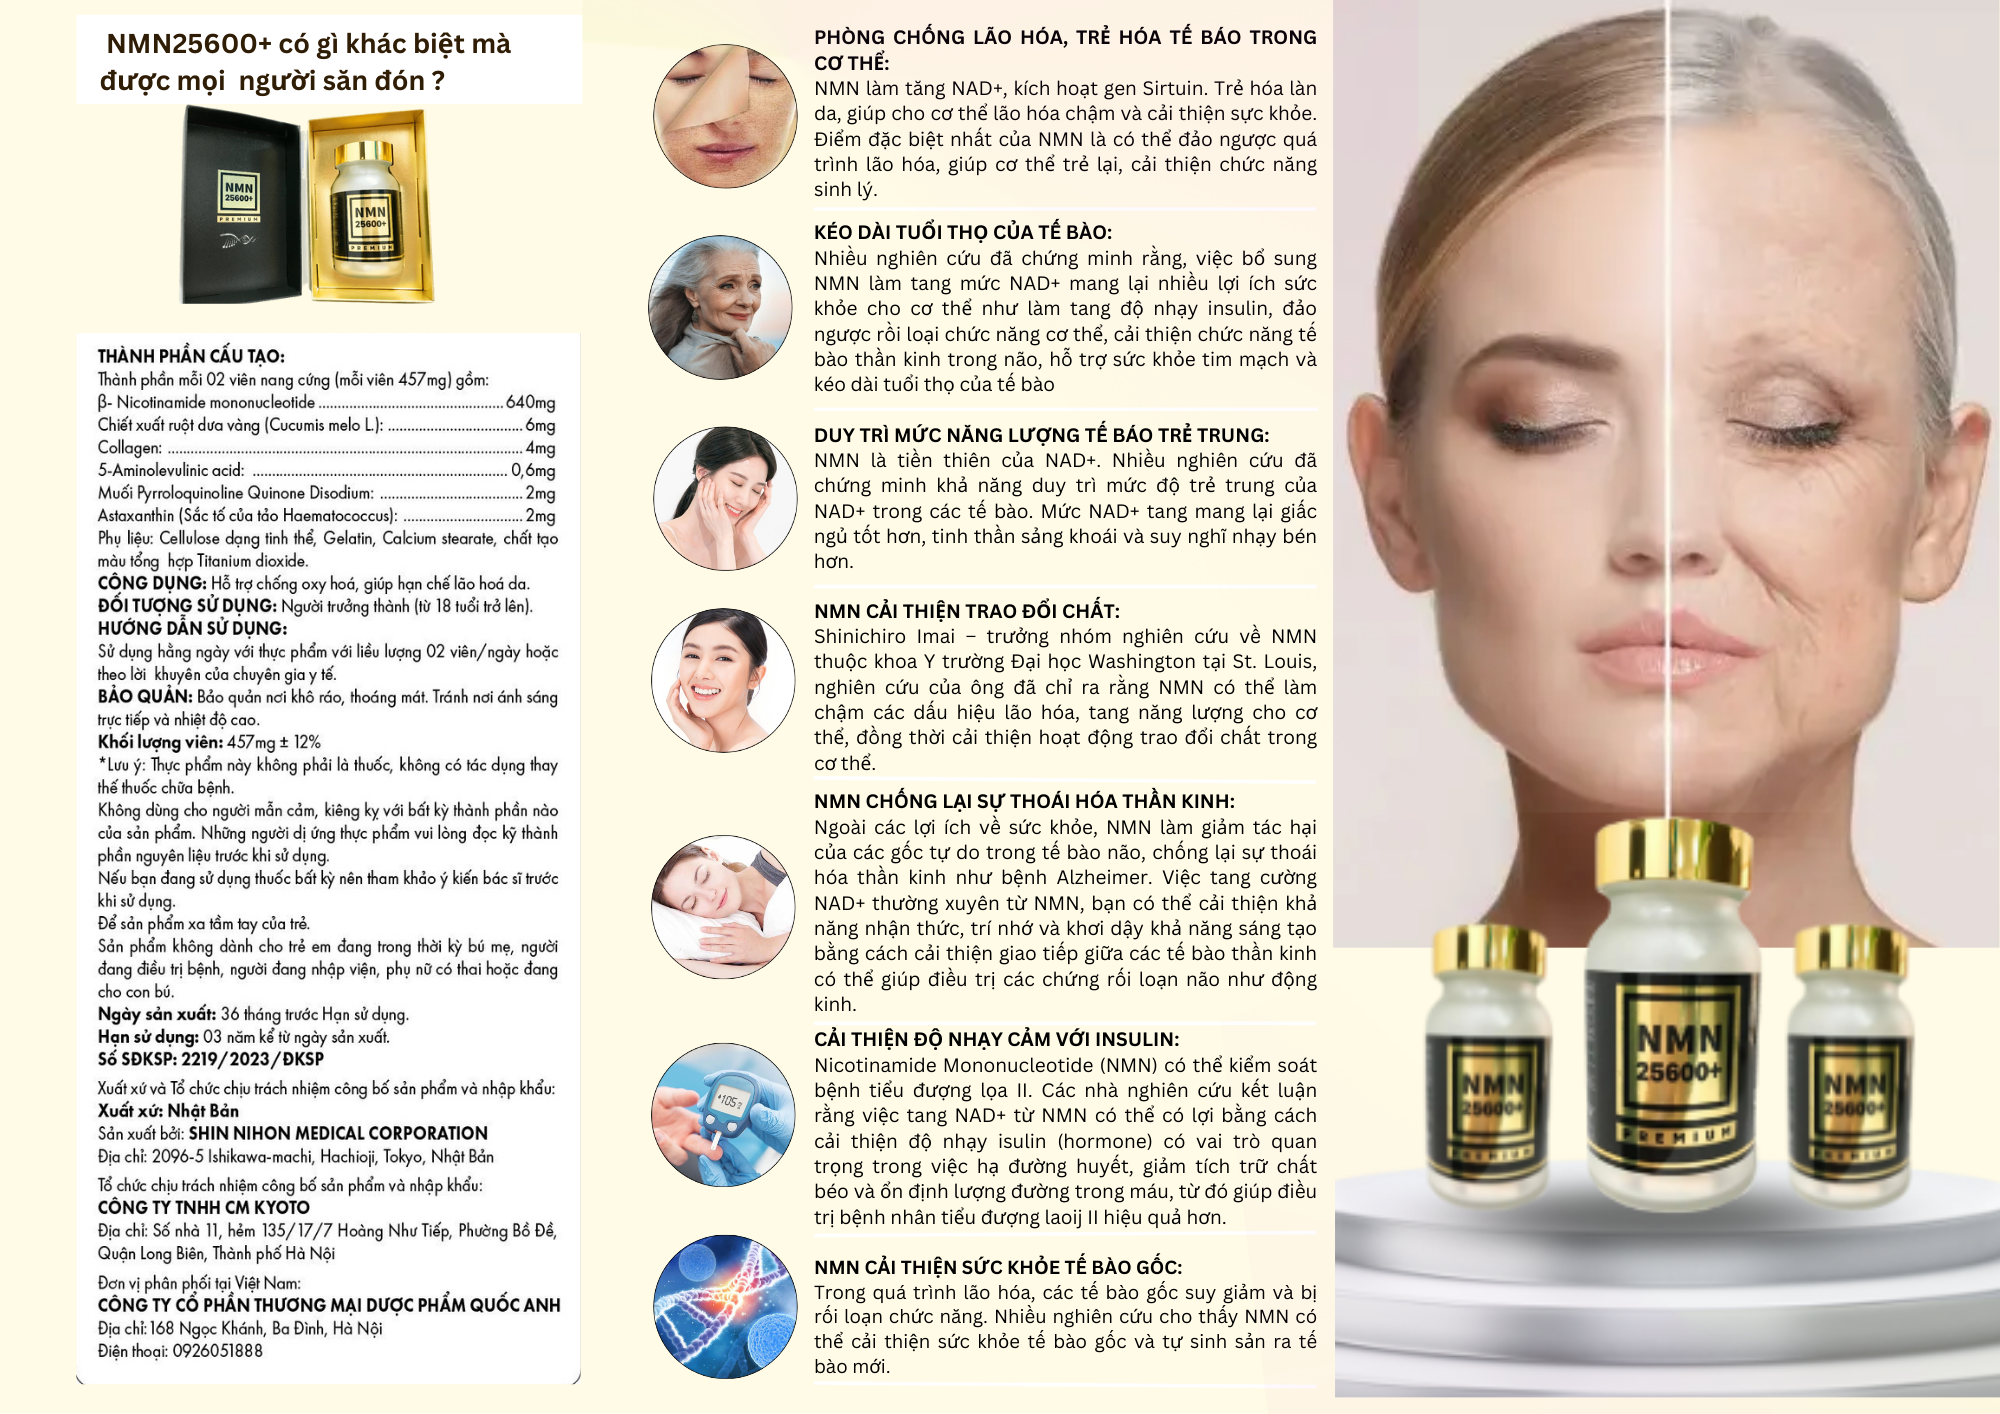 NMN25600+ có gì khác biệt mà
được mọi người săn đón ?
NMN
25600+
PREMIUM
NMN
25600+
PREMIUM
THÀNH PHẦN CẤU TẠO:
Thành phần mỗi 02 viên nang cứng (mỗi viên 457mg) gồm:
β- Nicotinamide mononucleotide ................................................ 640mg
Chiết xuất ruột dưa vàng (Cucumis melo L.): ................................... 6mg
Collagen: ............................................................................................ 4mg
5-Aminolevulinic acid: .................................................................. 0,6mg
Muối Pyrroloquinoline Quinone Disodium: ..................................... 2mg
Astaxanthin (Sắc tố của tảo Haematococcus): ............................... 2mg
Phụ liệu: Cellulose dạng tinh thể, Gelatin, Calcium stearate, chất tạo
màu tổng hợp Titanium dioxide.
CÔNG DỤNG: Hỗ trợ chống oxy hoá, giúp hạn chế lão hoá da.
ĐỐI TƯỢNG SỬ DỤNG: Người trưởng thành (từ 18 tuổi trở lên).
HƯỚNG DẪN SỬ DỤNG:
Sử dụng hằng ngày với thực phẩm với liều lượng 02 viên/ngày hoặc
theo lời khuyên của chuyên gia y tế.
BẢO QUẢN: Bảo quản nơi khô ráo, thoáng mát. Tránh nơi ánh sáng
trực tiếp và nhiệt độ cao.
Khối lượng viên: 457mg ± 12%
*Lưu ý: Thực phẩm này không phải là thuốc, không có tác dụng thay
thế thuốc chữa bệnh.
Không dùng cho người mẫn cảm, kiêng kỵ với bất kỳ thành phần nào
của sản phẩm. Những người dị ứng thực phẩm vui lòng đọc kỹ thành
phần nguyên liệu trước khi sử dụng.
Nếu bạn đang sử dụng thuốc bất kỳ nên tham khảo ý kiến bác sĩ trước
khi sử dụng.
Để sản phẩm xa tầm tay của trẻ.
Sản phẩm không dành cho trẻ em đang trong thời kỳ bú mẹ, người
đang điều trị bệnh, người đang nhập viện, phụ nữ có thai hoặc đang
cho con bú.
Ngày sản xuất: 36 tháng trước Hạn sử dụng.
Hạn sử dụng: 03 năm kể từ ngày sản xuất.
Số SĐKSP: 2219/2023/ĐKSP
Xuất xứ và Tổ chức chịu trách nhiệm công bố sản phẩm và nhập khẩu:
Xuất xứ: Nhật Bản
Sản xuất bởi: SHIN NIHON MEDICAL CORPORATION
Địa chỉ: 2096-5 Ishikawa-machi, Hachioji, Tokyo, Nhật Bản
Tổ chức chịu trách nhiệm công bố sản phẩm và nhập khẩu:
CÔNG TY TNHH CM KYOTO
Địa chỉ: Số nhà 11, hẻm 135/17/7 Hoàng Như Tiếp, Phường Bồ Đề,
Quận Long Biên, Thành phố Hà Nội
Đơn vị phân phối tại Việt Nam:
CÔNG TY CỔ PHẦN THƯƠNG MẠI DƯỢC PHẨM QUỐC ANH
Địa chỉ:168 Ngọc Khánh, Ba Đình, Hà Nội
Điện thoại: 0926051888
PHÒNG CHỐNG LÃO HÓA, TRẺ HÓA TẾ BÁO TRONG
CƠ THỂ:
NMN làm tăng NAD+, kích hoạt gen Sirtuin. Trẻ hóa làn
da, giúp cho cơ thể lão hóa chậm và cải thiện sực khỏe.
Điểm đặc biệt nhất của NMN là có thể đảo ngược quá
trình lão hóa, giúp cơ thể trẻ lại, cải thiện chức năng
sinh lý.
KÉO DÀI TUỔI THỌ CỦA TẾ BÀO:
Nhiều nghiên cứu đã chứng minh rằng, việc bổ sung
NMN làm tang mức NAD+ mang lại nhiều lợi ích sức
khỏe cho cơ thể như làm tang độ nhạy insulin, đảo
ngược rồi loại chức năng cơ thể, cải thiện chức năng tế
bào thần kinh trong não, hỗ trợ sức khỏe tim mạch và
kéo dài tuổi thọ của tế bào
DUY TRÌ MỨC NĂNG LƯỢNG TẾ BÁO TRẺ TRUNG:
NMN là tiền thiên của NAD+. Nhiều nghiên cứu đã
chứng minh khả năng duy trì mức độ trẻ trung của
NAD+ trong các tế bào. Mức NAD+ tang mang lại giấc
ngủ tốt hơn, tinh thần sảng khoái và suy nghĩ nhạy bén
hơn.
NMN CẢI THIỆN TRAO ĐỔI CHẤT:
Shinichiro Imai – trưởng nhóm nghiên cứu về NMN
thuộc khoa Y trường Đại học Washington tại St. Louis,
nghiên cứu của ông đã chỉ ra rằng NMN có thể làm
chậm các dấu hiệu lão hóa, tang năng lượng cho cơ
thể, đồng thời cải thiện hoạt động trao đổi chất trong
cơ thể.
NMN CHỐNG LẠI SỰ THOÁI HÓA THẦN KINH:
Ngoài các lợi ích về sức khỏe, NMN làm giảm tác hại
của các gốc tự do trong tế bào não, chống lại sự thoái
hóa thần kinh như bệnh Alzheimer. Việc tang cường
NAD+ thường xuyên từ NMN, bạn có thể cải thiện khả
năng nhận thức, trí nhớ và khơi dậy khả năng sáng tạo
bằng cách cải thiện giao tiếp giữa các tế bào thần kinh
có thể giúp điều trị các chứng rối loạn não như động
kinh.
CẢI THIỆN ĐỘ NHẠY CẢM VỚI INSULIN:
Nicotinamide Mononucleotide (NMN) có thể kiểm soát
bệnh tiểu đượng lọa II. Các nhà nghiên cứu kết luận
rằng việc tang NAD+ từ NMN có thể có lợi bằng cách
cải thiện độ nhạy isulin (hormone) có vai trò quan
trọng trong việc hạ đường huyết, giảm tích trữ chất
béo và ổn định lượng đường trong máu, từ đó giúp điều
trị bệnh nhân tiểu đượng laoij II hiệu quả hơn.
NMN CẢI THIỆN SỨC KHỎE TẾ BÀO GỐC:
Trong quá trình lão hóa, các tế bào gốc suy giảm và bị
rối loạn chức năng. Nhiều nghiên cứu cho thấy NMN có
thể cải thiện sức khỏe tế bào gốc và tự sinh sản ra tế
bào mới.
105
NMN
25600+
PREMIUM
NMN
25600+
PREMIUM
NMN
25600+
PREMIUM